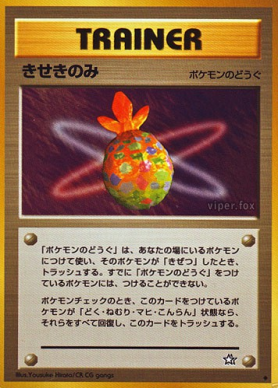 TRAINER
きせきのみ
ポケモンのどうぐ
viper.fox
「ポケモンのどうぐ」は、あなたの場にいるポケモン
につけて使い、そのポケモンが「きぜつ」したとき、
トラッシュする。すでに「ポケモンのどうぐ」をつけ
ているポケモンには、つけることができない。
ポケモンチェックのとき、このカードをつけているポケ
モンが「どく・ねむり・マヒ・こんらん」状態なら、
それらをすべて回復し、このカードをトラッシュする。